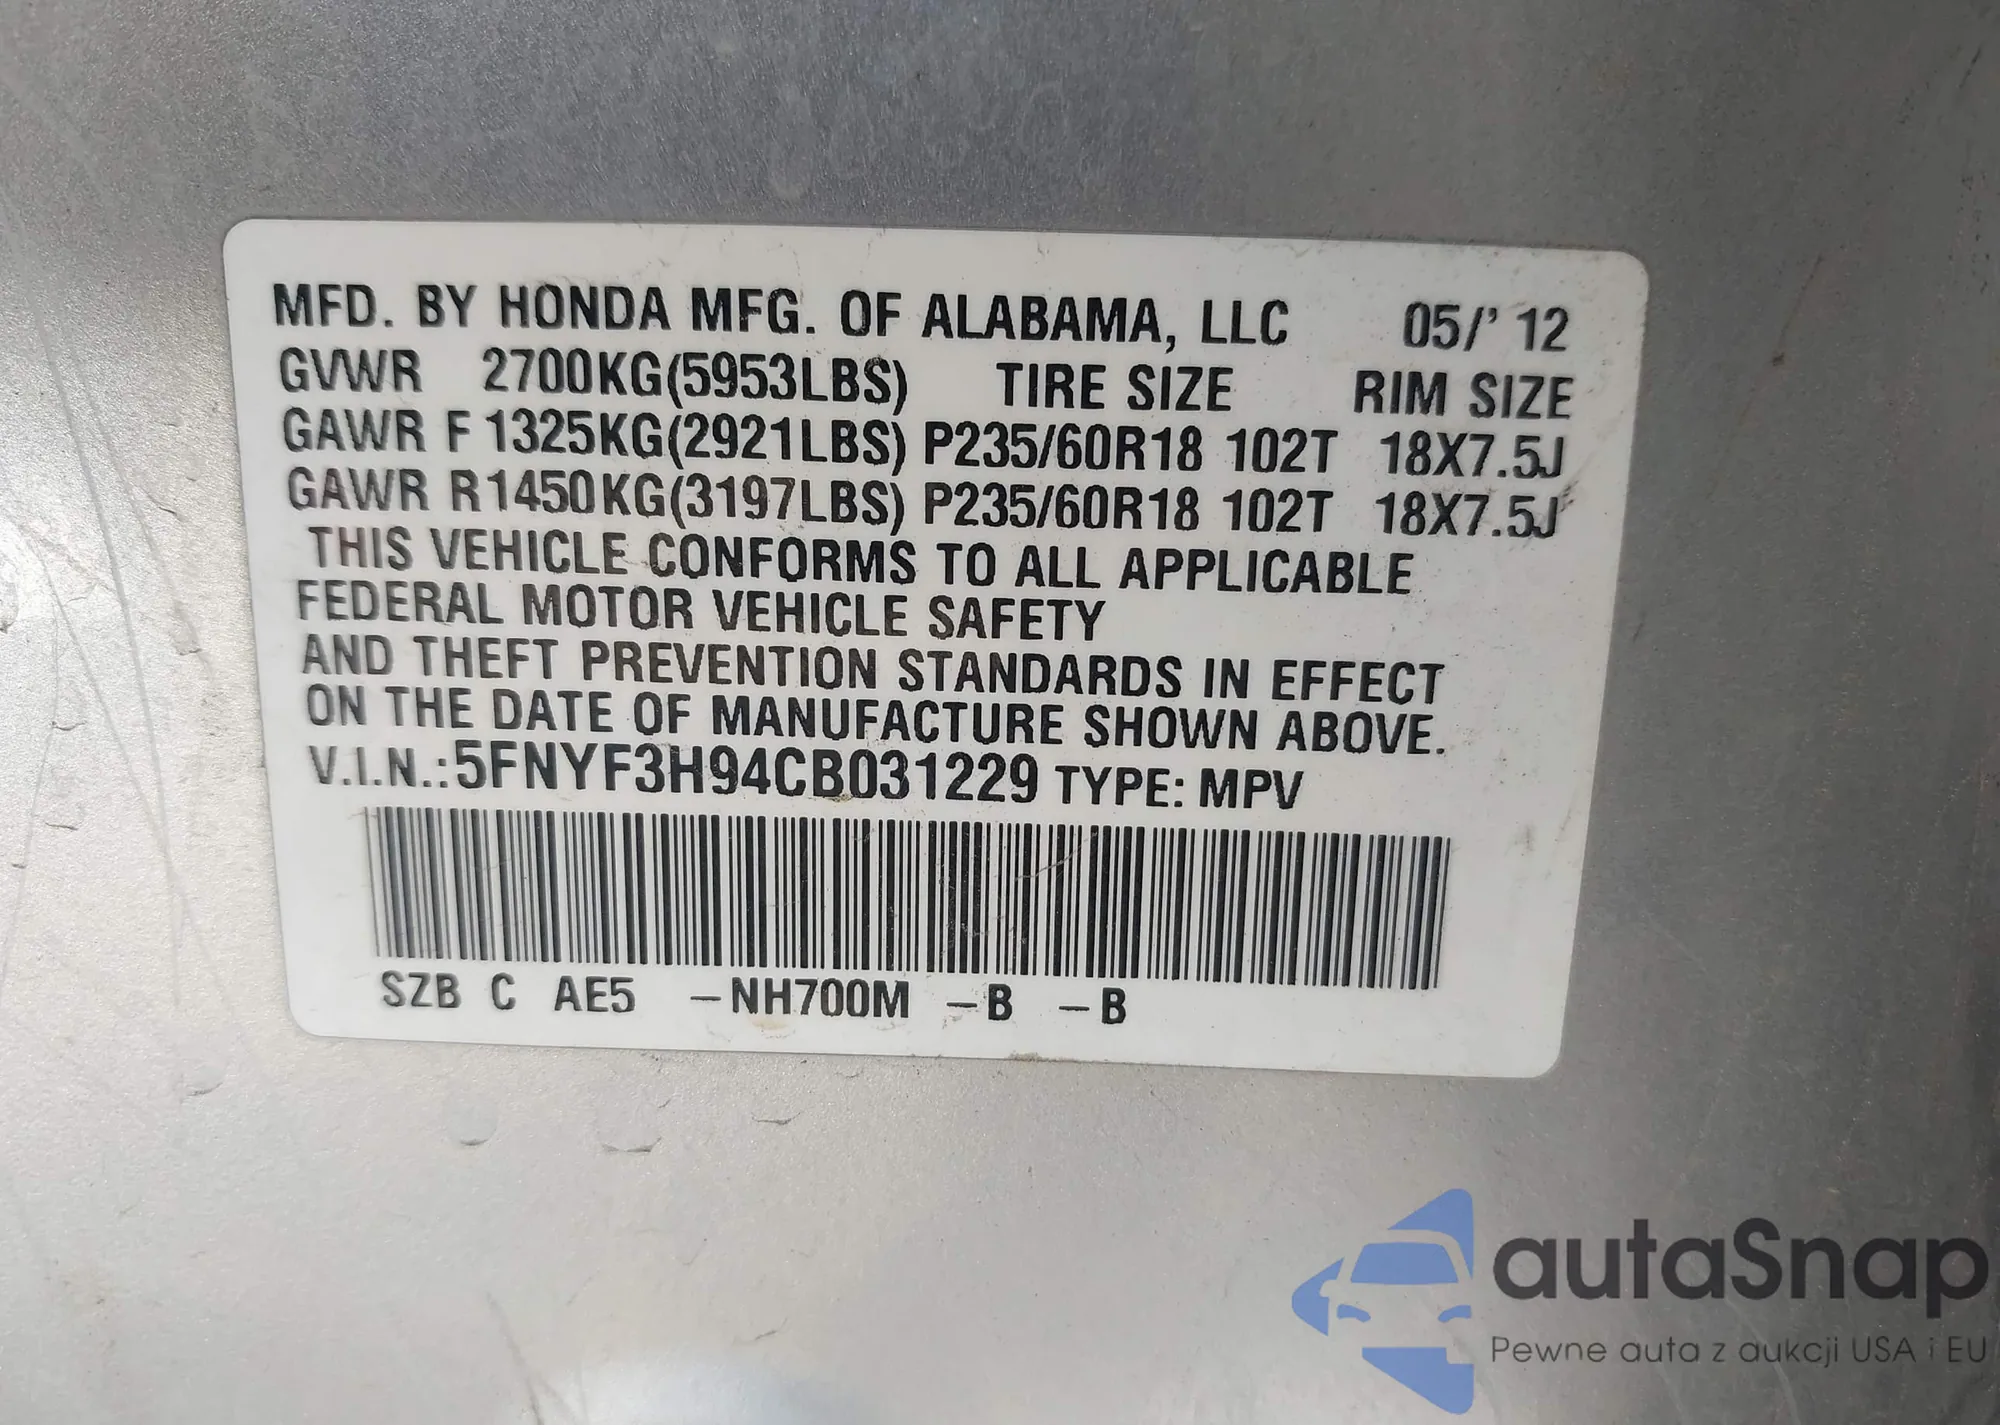 MFD. BY HONDA MFG. OF ALABAMA, LLC 05/' 12
GVWR 2700KG(5953LBS) TIRE SIZE RIM SIZE
GAWR F 1325KG(2921LBS) P235/60R18 102T 18X7.5J
GAWR R 1450KG(3197LBS) P235/60R18 102T 18X7.5J
THIS VEHICLE CONFORMS TO ALL APPLICABLE
FEDERAL MOTOR VEHICLE SAFETY
AND THEFT PREVENTION STANDARDS IN EFFECT
ON THE DATE OF MANUFACTURE SHOWN ABOVE.
V.I.N.:5FNYF3H94CB031229 TYPE: MPV
SZB C AE5 –NH700M –B –B
autaSnap
Pewne auta z aukcji USA i EU